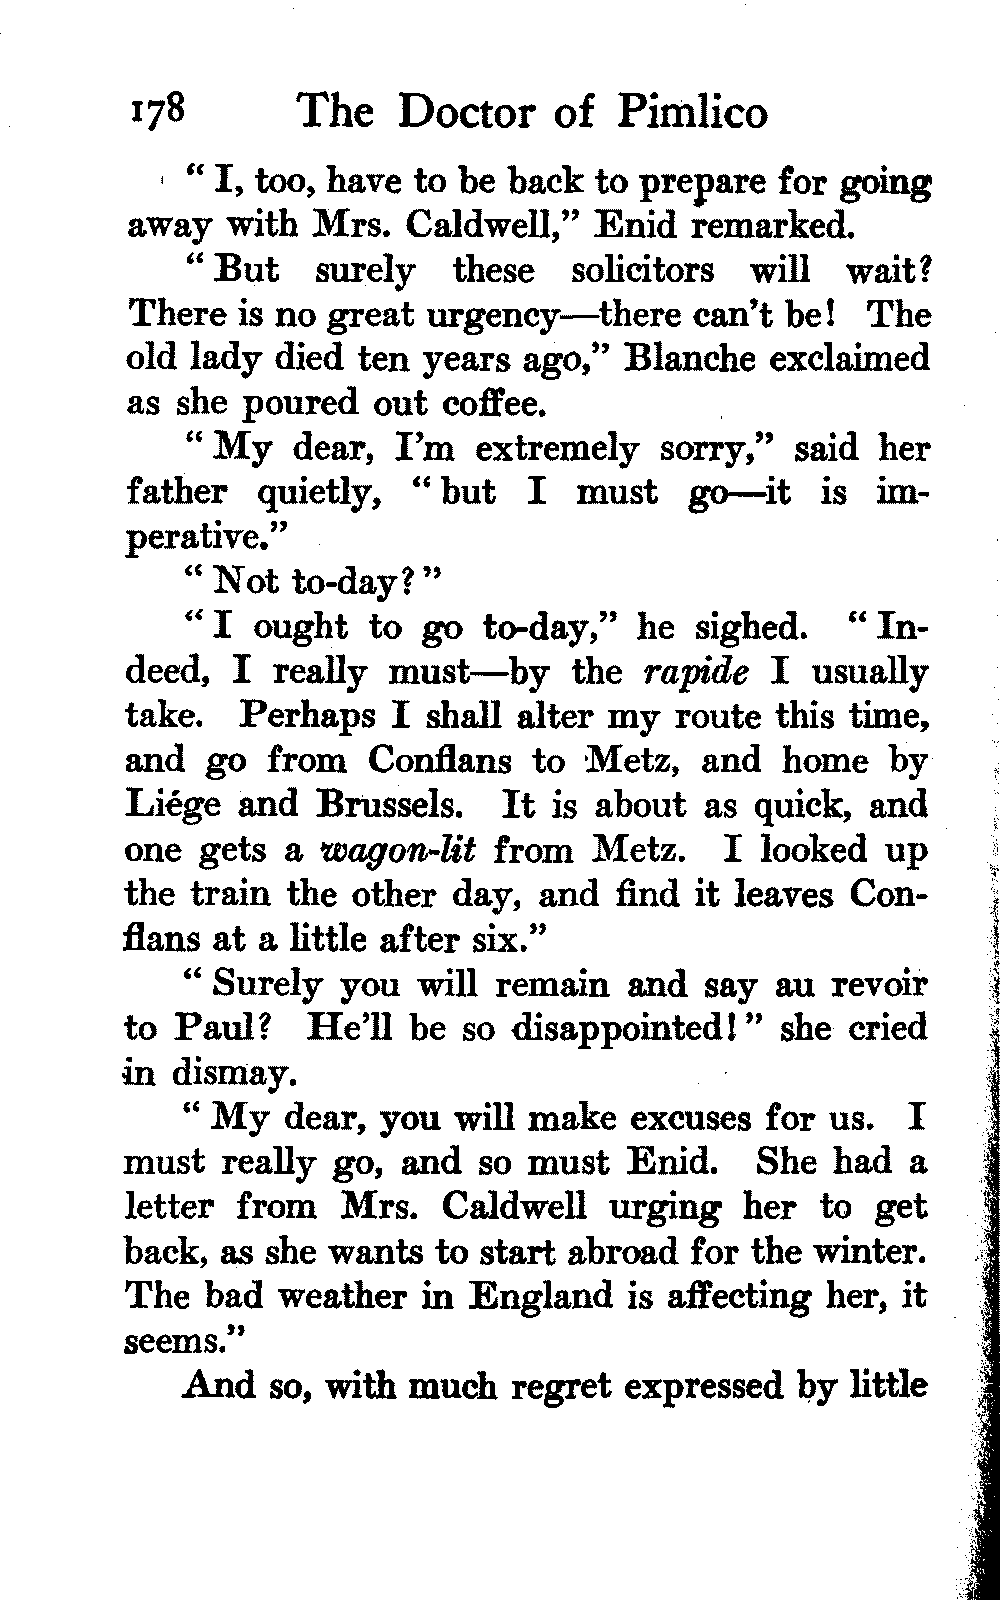 178 The Doctor of Pimlico
“ I, too, have to be back to prepare for going
away with Mrs. Caldwell,” Enid remarked.
“ But surely these solicitors will wait?
There is no great urgency—there can't be! The
old lady died ten years ago,” Blanche exclaimed
as she poured out coffee.
“ My dear, I'm extremely sorry,” said her
father quietly, “ but I must go—it is im-
perative.”
“ Not to-day? ”
“ I ought to go to-day,” he sighed. “ In-
deed, I really must—by the rapide I usually
take. Perhaps I shall alter my route this time,
and go from Conflans to Metz, and home by
Liége and Brussels. It is about as quick, and
one gets a wagon-lit from Metz. I looked up
the train the other day, and find it leaves Con-
flans at a little after six.”
“ Surely you will remain and say au revoir
to Paul? He'll be so disappointed! ” she cried
in dismay.
“ My dear, you will make excuses for us. I
must really go, and so must Enid. She had a
letter from Mrs. Caldwell urging her to get
back, as she wants to start abroad for the winter.
The bad weather in England is affecting her, it
seems.”
And so, with much regret expressed by little